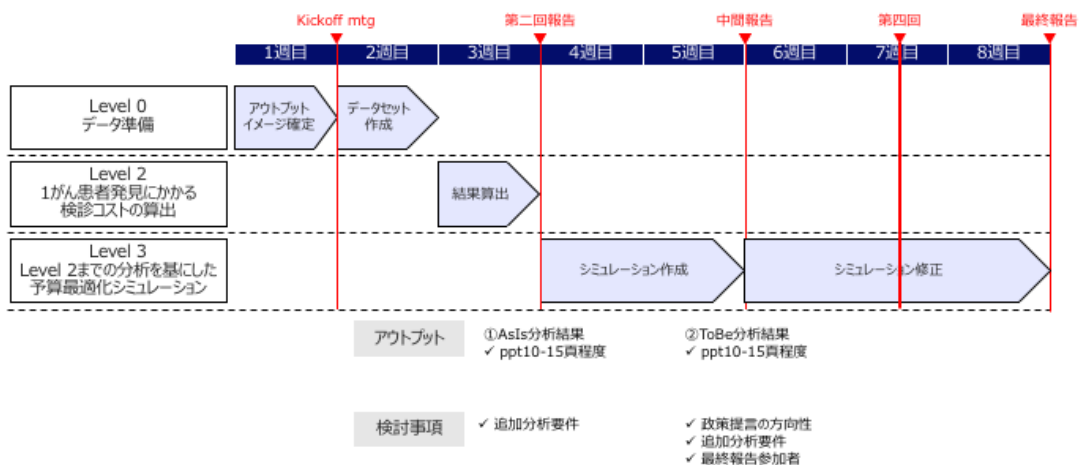 Kickoff mtg 第二回報告 中間報告 第四回 最終報告
1週目 2週目 3週目 4週目 5週目 6週目 7週目 8週目
Level 0
データ準備
アウトプット
イメージ確定
データセット
作成
Level 2
1がん患者発見にかかる
検診コストの算出
結果算出
Level 3
Level 2までの分析を基にした
予算最適化シミュレーション
シミュレーション作成
シミュレーション修正
アウトプット
①AsIs分析結果
✓ ppt10-15頁程度
②ToBe分析結果
✓ ppt10-15頁程度
検討事項
✓ 追加分析要件
✓ 政策提言の方向性
✓ 追加分析要件
✓ 最終報告参加者